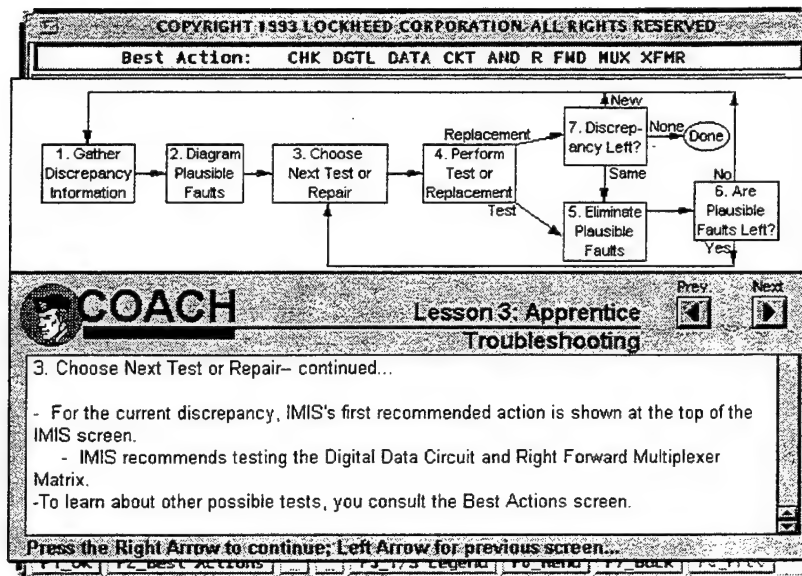 COPYRIGHT 1993 LOCKHEED CORPORATION. ALL RIGHTS RESERVED
Best Action: CHK DGTL DATA CKT AND R FWD MUX XFMR
New
Replacement
7. Discrep-
ancy Left?
None
Done
1. Gather
Discrepancy
Information
2. Diagram
Plausible
Faults
3. Choose
Next Test or
Repair
4. Perform
Test or
Replacement
Test
Same
5. Eliminate
Plausible
Faults
No
6. Are
Plausible
Faults Left?
Yes
COACH
Lesson 3: Apprentice
Troubleshooting
Prev
Next
3. Choose Next Test or Repair-- continued...
- For the current discrepancy, IMIS's first recommended action is shown at the top of the
IMIS screen.
- IMIS recommends testing the Digital Data Circuit and Right Forward Multiplexer
Matrix.
-To learn about other possible tests, you consult the Best Actions screen.
Press the Right Arrow to continue; Left Arrow for previous screen...
F2_Best Actions